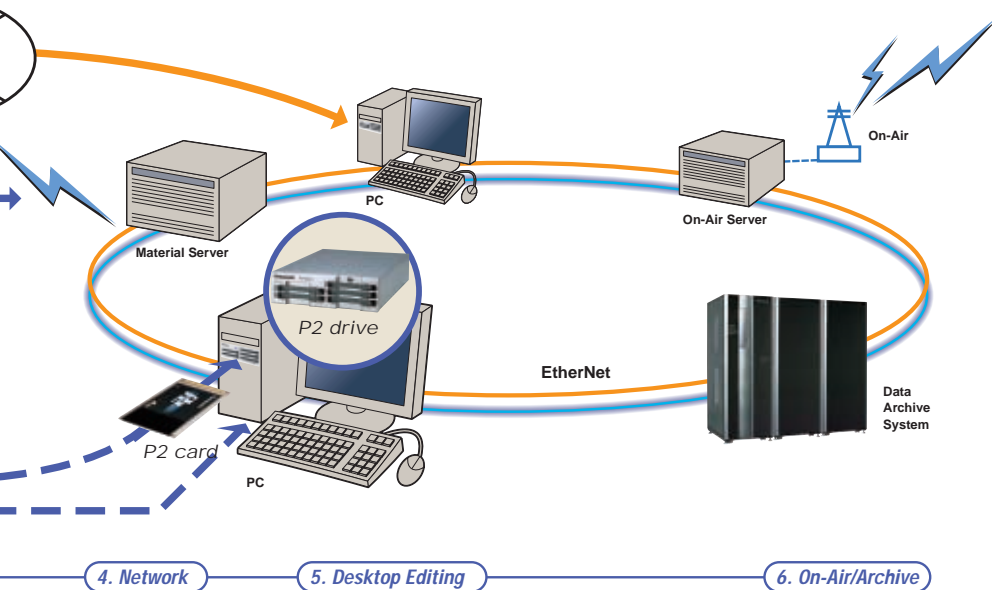 On-Air
PC
On-Air Server
Material Server
P2 drive
EtherNet
Data
Archive
System
P2 card
PC
4. Network
5. Desktop Editing
6. On-Air/Archive